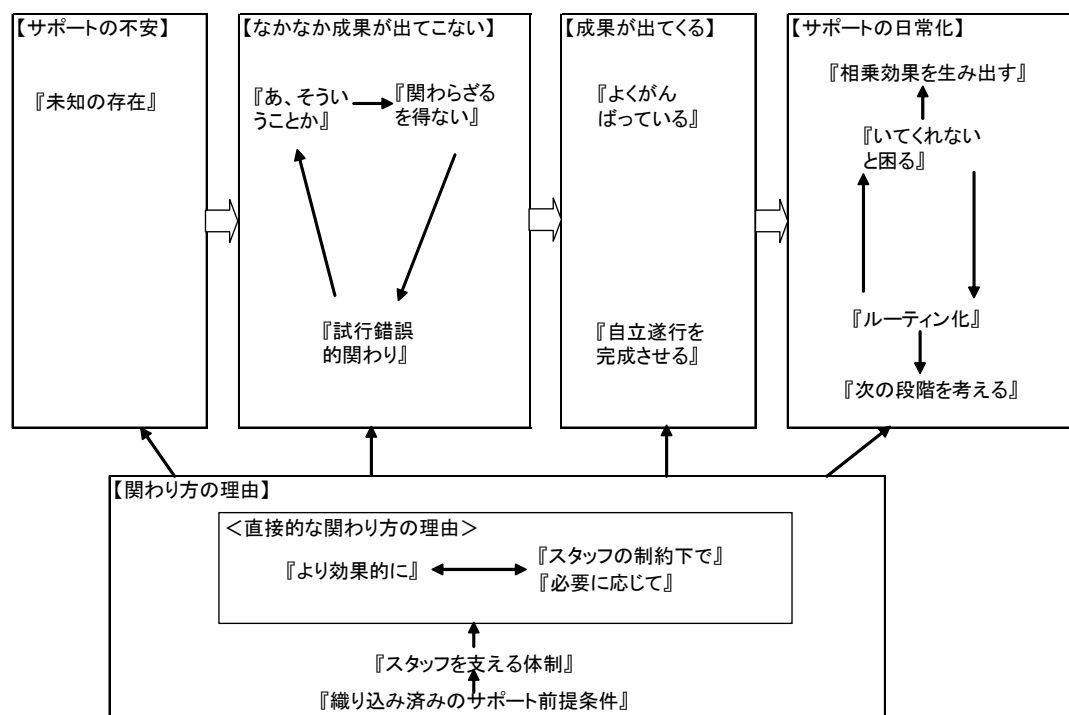 【サポートの不安】
『未知の存在』
【なかなか成果が出てこない】
『あ、そうい
うことか』
『関わらざる
を得ない』
『試行錯誤
的関わり』
【成果が出てくる】
『よくがん
ばっている』
『自立遂行を
完成させる』
【サポートの日常化】
『相乗効果を生み出す』
『いてくれない
と困る』
『ルーティン化』
『次の段階を考える』
【関わり方の理由】
＜直接的な関わり方の理由＞
『より効果的に』
『スタッフの制約下で』
『必要に応じて』
『スタッフを支える体制』
『織り込み済みのサポート前提条件』